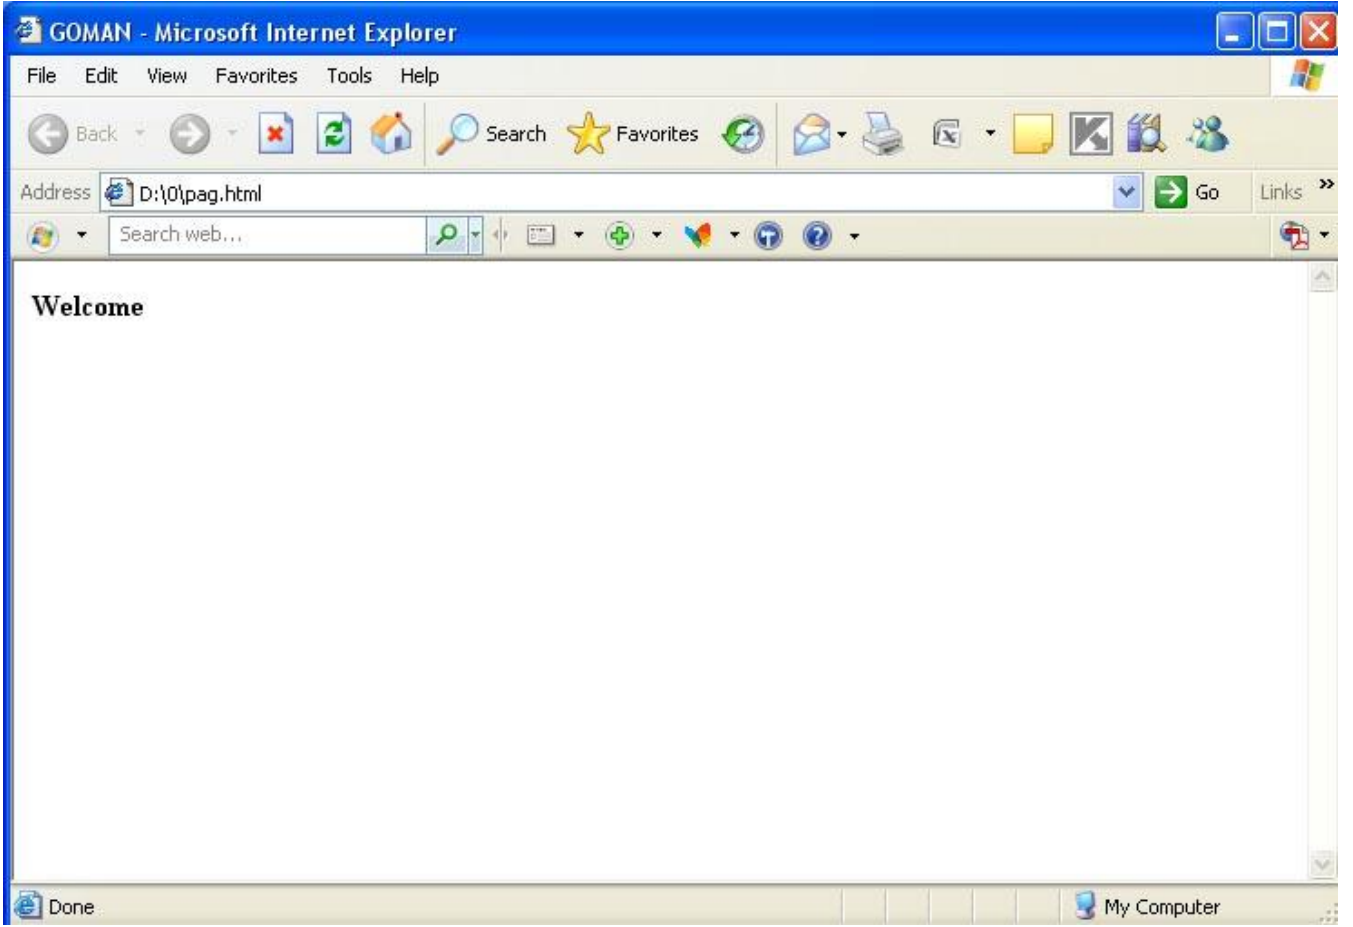 GOMAN - Microsoft Internet Explorer
File Edit View Favorites Tools Help
Back Search Favorites
Address D:\0\pag.html Go Links »
Search web...
Welcome
Done My Computer